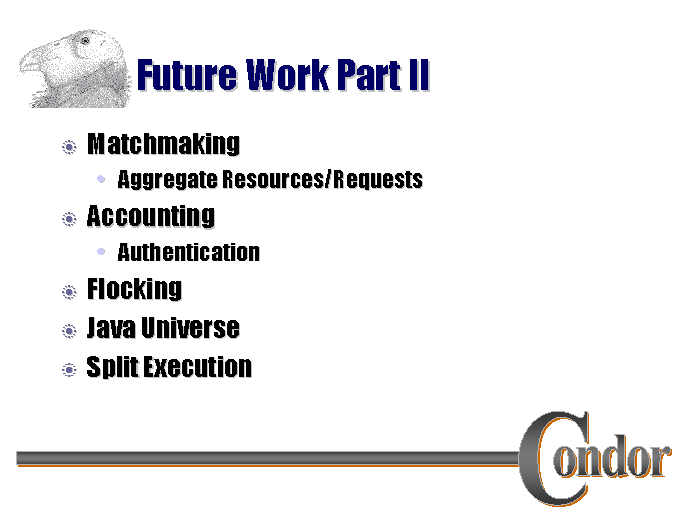 Future Work Part II
Matchmaking
Aggregate Resources/Requests
Accounting
Authentication
Flocking
Java Universe
Split Execution
Condor